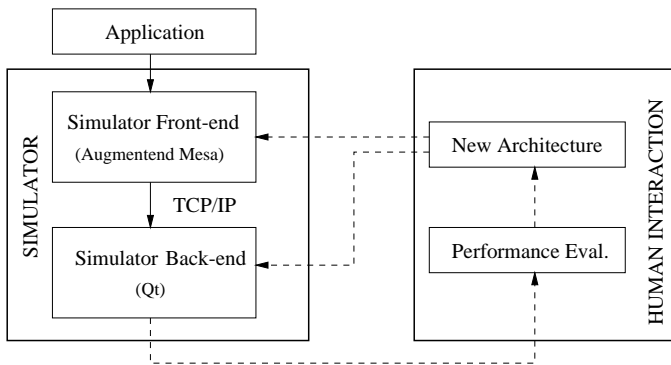 Application
SIMULATOR
Simulator Front-end
(Augmentend Mesa)
TCP/IP
Simulator Back-end
(Qt)
New Architecture
Performance Eval.
HUMAN INTERACTION